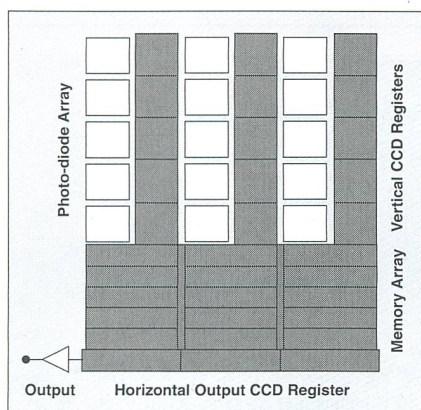 Photo-diode Array
Vertical CCD Registers
Memory Array
Output
Horizontal Output CCD Register